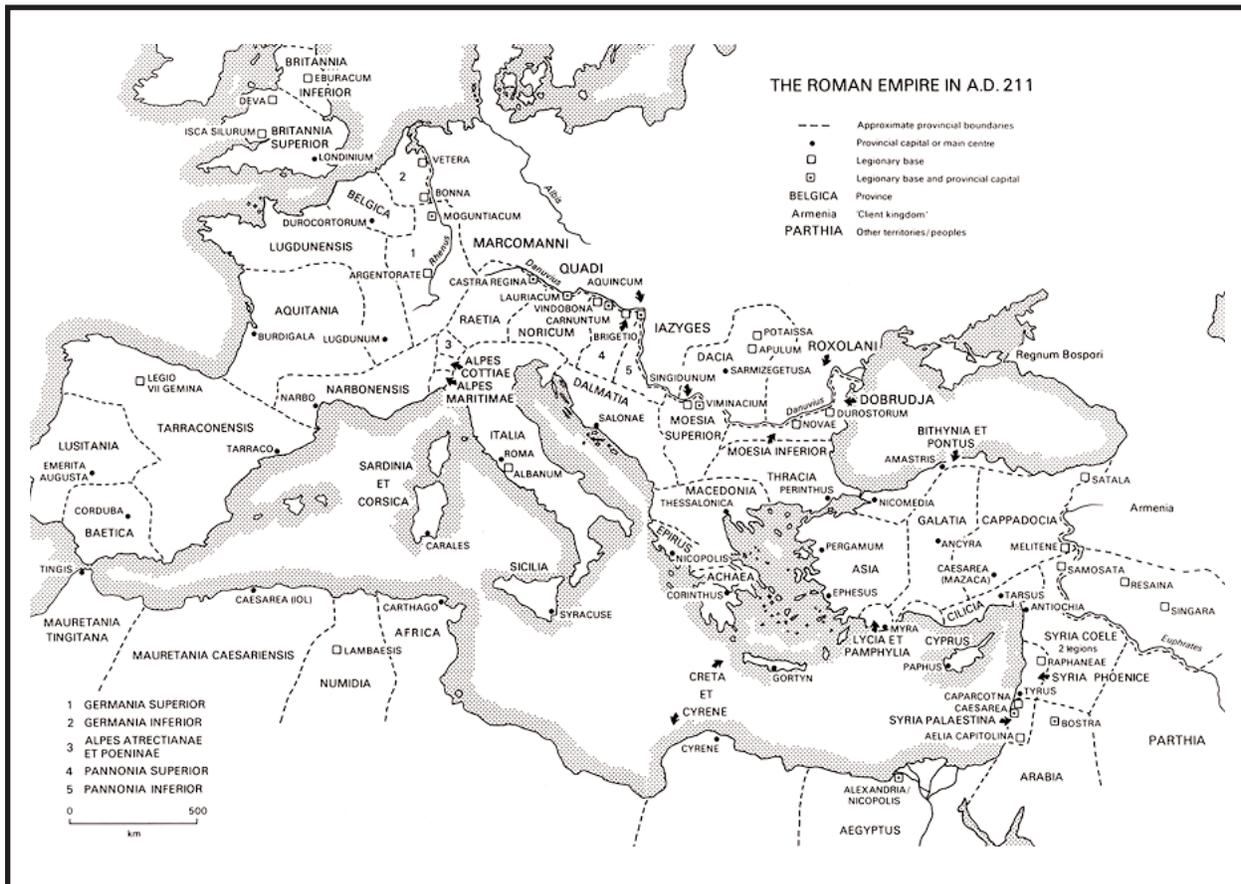 THE ROMAN EMPIRE IN A.D. 211
Approximate provincial boundaries
Provincial capital or main centre
Legionary base
Legionary base and provincial capital
BELGICA Province
Armenia 'Client kingdom'
PARTHIA Other territories/peoples
BRITANNIA
INFERIOR
EBURACUM
DEVA
ISCA SILURUM
BRITANNIA
SUPERIOR
LONDINIUM
VETERA
2
BONNA
BELGICA
DUROCORTORUM
MOGUNTIACUM
LUGDUNENSIS
1
Rhenus
ARGENTORATE
Albia
MARCOMANNI
QUADI
Danuvius
AQUINCUM
CASTRA REGINA
LAURIACUM
VINDOBONA
CARNUNTUM
BRIGETIO
RAETIA
NORICUM
IAZYGES
AQUITANIA
BURDIGALA
LUGDUNUM
3
4
5
ALPES
COTTIAE
ALPES
MARITIMAE
DALMATIA
SALONAE
DACIA
POTAISSA
APULUM
SARMIZEGETUSA
ROXOLANI
SINGIDUNUM
VIMINACIUM
MOESIA
SUPERIOR
Danuvius
NOVAE
DUROSTORUM
DOBRUDJA
MOESIA INFERIOR
Regnum Bospori
BITHYNIA ET
PONTUS
AMASTRIS
LEGIO
VII GEMINA
NARBO
NARBONENSIS
TARRACONENSIS
TARRACO
LUSITANIA
EMERITA
AUGUSTA
CORDUBA
BAETICA
TINGIS
SARDINIA
ET
CORSICA
CARALES
ITALIA
ROMA
ALBANUM
SICILIA
SYRACUSE
MACEDONIA
THESSALONICA
THRACIA
PERINTHUS
NICOMEDIA
EPIRUS
NICOPOLIS
ACHAEA
CORINTHUS
PERGAMUM
ASIA
EPHESUS
GALATIA
ANCYRA
CAPPADOCIA
CAESAREA
(MAZACA)
SATALA
Armenia
MELITENE
SAMOSATA
RESAINA
SINGARA
TARSUS
CILICIA
ANTIOCHIA
LYCIA ET
PAMPHYLIA
MYRA
CYPRUS
PAPHUS
SYRIA COELE
2 legions
Euphrates
RAPHANEAE
SYRIA PHOENICE
TYRUS
CAPARCOTNA
CAESAREA
SYRIA PALAESTINA
BOSTRA
AELIA CAPITOLINA
PARTHIA
ARABIA
MAURETANIA
TINGITANA
CAESAREA (IOL)
MAURETANIA CAESARIENSIS
LAMBAESIS
NUMIDIA
CARTHAGO
AFRICA
CRETA
ET
CYRENE
GORTYN
CYRENE
ALEXANDRIA/
NICOPOLIS
AEGYPTUS
1 GERMANIA SUPERIOR
2 GERMANIA INFERIOR
3 ALPES ATRECTIANAE
ET POENINAE
4 PANNONIA SUPERIOR
5 PANNONIA INFERIOR
0 500
km